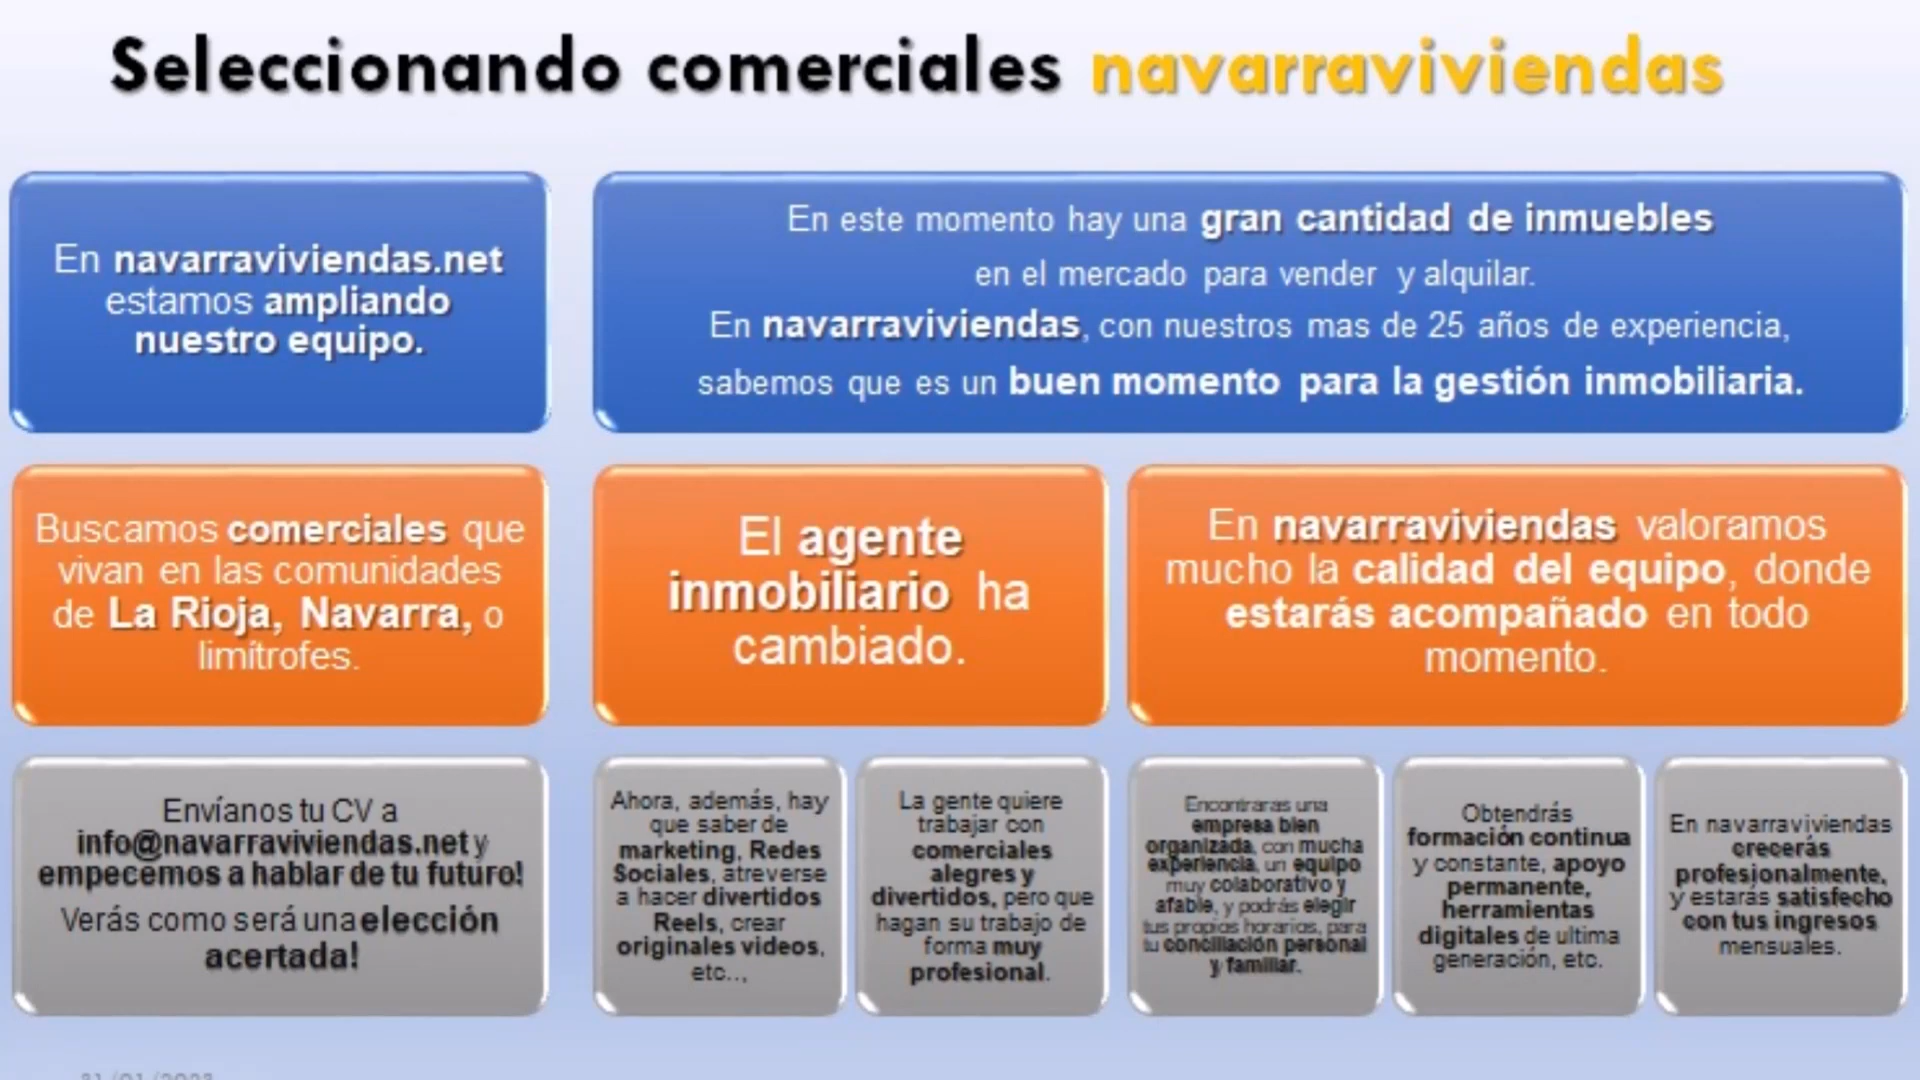 Seleccionando comerciales navarraviviendas
En navarraviviendas.net
estamos ampliando
nuestro equipo.
En este momento hay una gran cantidad de inmuebles
en el mercado para vender y alquilar.
En navarraviviendas, con nuestros mas de 25 años de experiencia,
sabemos que es un buen momento para la gestión inmobiliaria.
Buscamos comerciales que
vivan en las comunidades
de La Rioja, Navarra, o
limítrofes.
El agente
inmobiliario ha
cambiado.
En navarraviviendas valoramos
mucho la calidad del equipo, donde
estarás acompañado en todo
momento.
Envíanos tu CV a
info@navarraviviendas.net y
empecemos a hablar de tu futuro!
Verás como será una elección
acertada!
Ahora, además, hay
que saber de
marketing, Redes
Sociales, atreverse
a hacer divertidos
Reels, crear
originales videos,
etc..,
La gente quiere
trabajar con
comerciales
alegres y
divertidos, pero que
hagan su trabajo de
forma muy
profesional.
Encontraras una
empresa bien
organizada, con mucha
experiencia, un equipo
muy colaborativo y
afable, y podrás elegir
tus propios horarios, para
tu conciliación personal
y familiar.
Obtendrás
formación continua
y constante, apoyo
permanente,
herramientas
digitales de ultima
generación, etc.
En navarraviviendas
crecerás
profesionalmente,
y estarás satisfecho
con tus ingresos
mensuales.